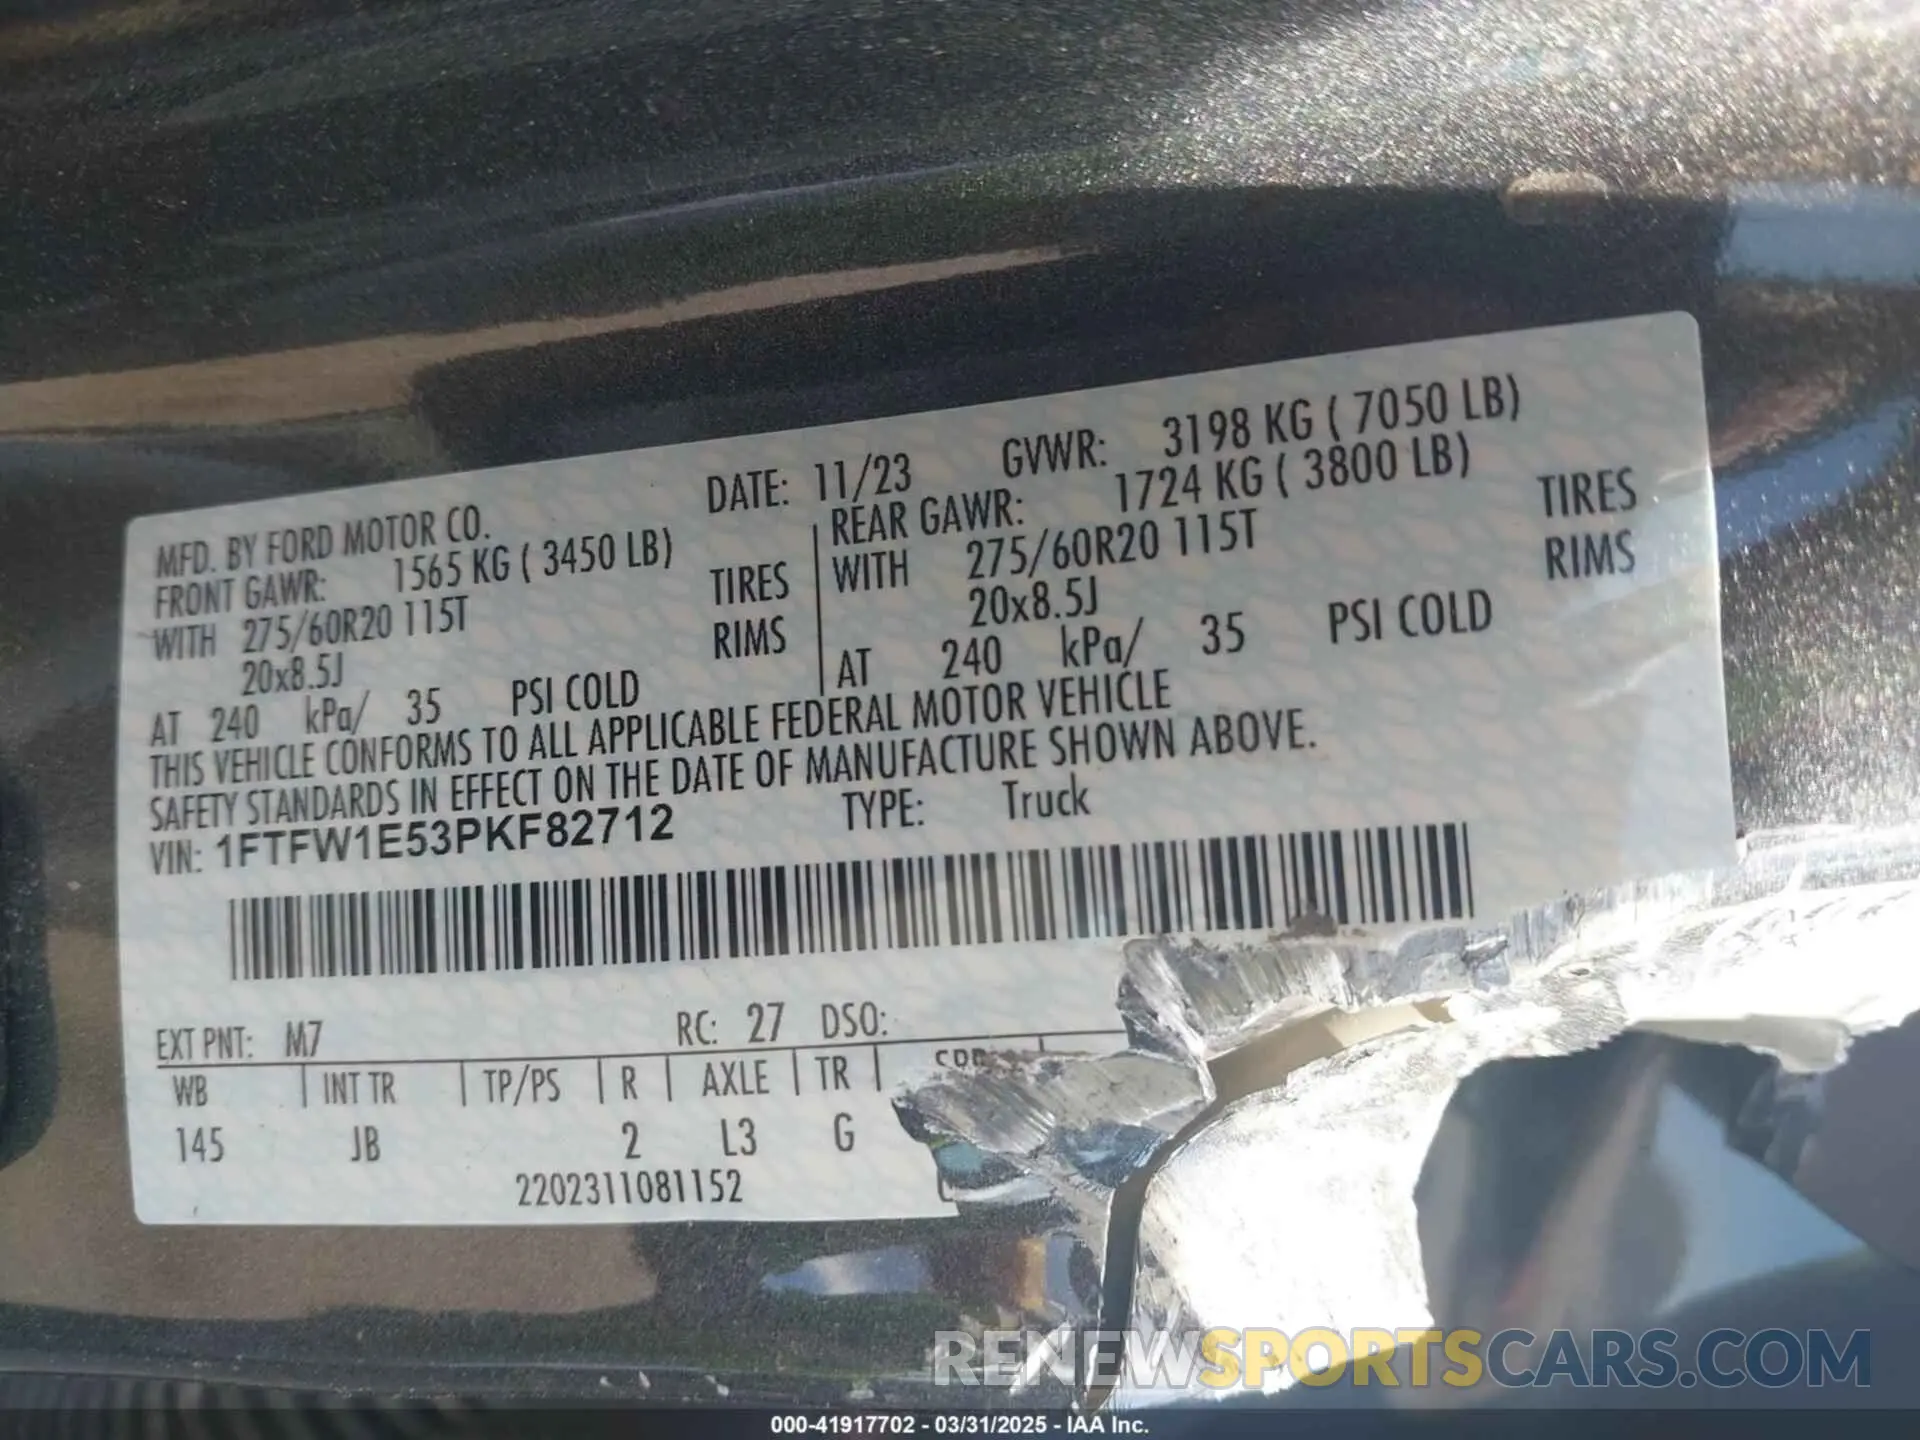 MFD. BY FORD MOTOR CO. DATE: 11/23 GVWR: 3198 KG ( 7050 LB)
FRONT GAWR: 1565 KG ( 3450 LB) REAR GAWR: 1724 KG ( 3800 LB)
WITH 275/60R20 115T TIRES WITH 275/60R20 115T TIRES
20x8.5J RIMS 20x8.5J RIMS
AT 240 kPa/ 35 PSI COLD AT 240 kPa/ 35 PSI COLD
THIS VEHICLE CONFORMS TO ALL APPLICABLE FEDERAL MOTOR VEHICLE
SAFETY STANDARDS IN EFFECT ON THE DATE OF MANUFACTURE SHOWN ABOVE.
VIN: 1FTFW1E53PKF82712 TYPE: Truck
EXT PNT: M7 RC: 27 DSO:
WB INT TR TP/PS R AXLE TR
145 JB 2 L3 G
2202311081152
RENEWSPORTSCARS.COM
000-41917702 - 03/31/2025 - IAA Inc.